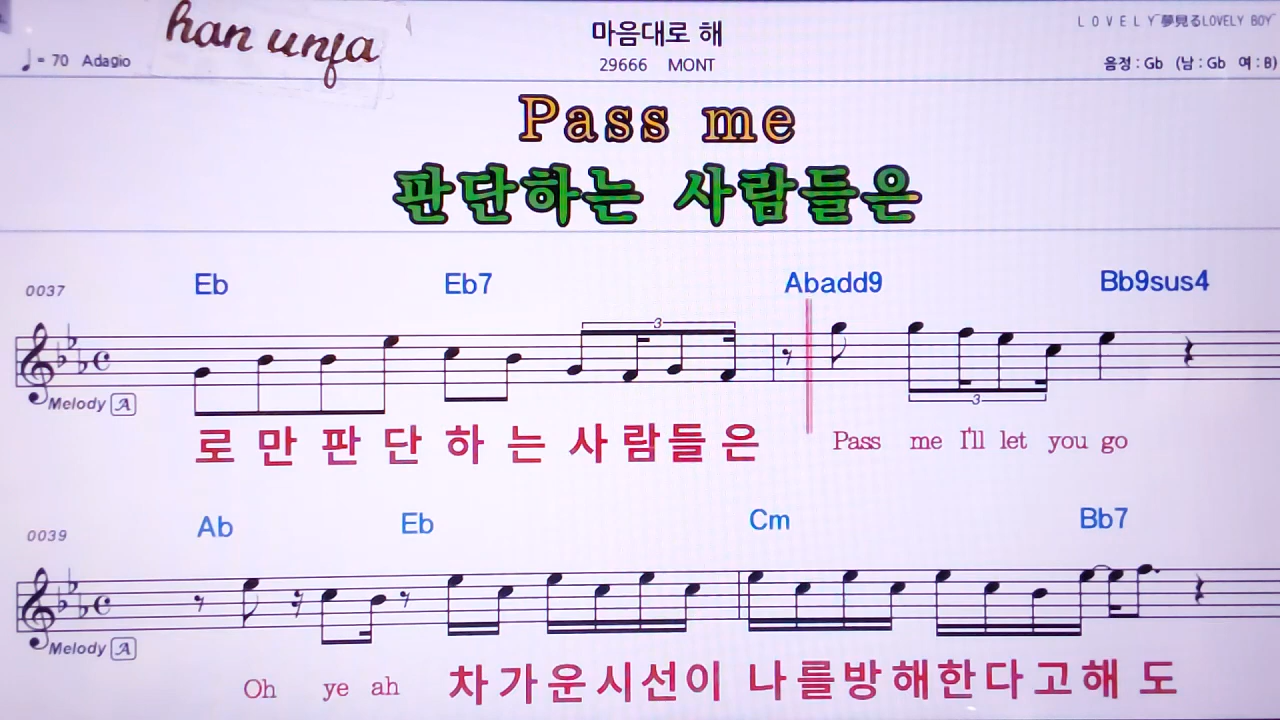 han unfa
마음대로 해
LOVELY 夢見るLOVELY BOY
♩= 70 Adagio
29666 MONT
음정 : Gb (남 : Gb 여 : B)
Pass me
판단하는 사람들은
0037 Eb Eb7 Abadd9 Bb9sus4
3
3
Melody A
로 만 판 단 하 는 사 람 들 은 Pass me I'll let you go
0039 Ab Eb Cm Bb7
Melody A
Oh ye ah 차 가 운 시 선 이 나 를 방 해 한 다 고 해 도